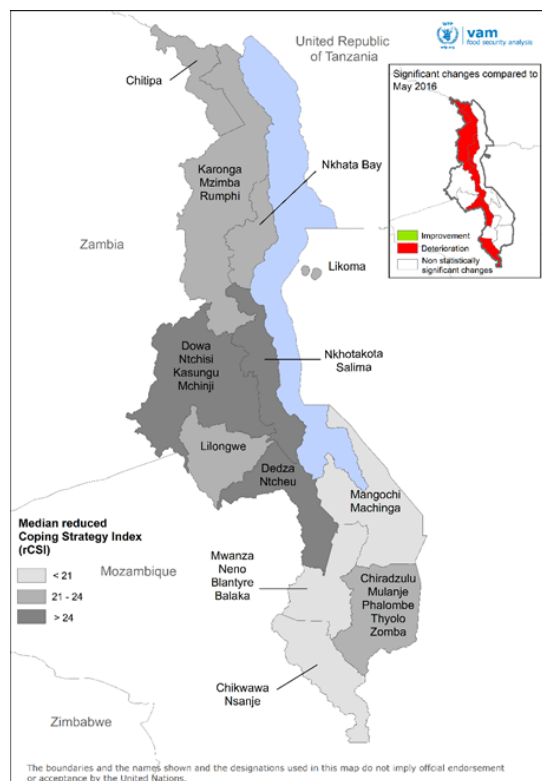 WFP
wfp.org
vam
food security analysis
United Republic
of Tanzania
Chitipa
Significant changes compared to
May 2016
Improvement
Deterioration
Non statistically
significant changes
Karonga
Mzimba
Rumphi
Nkhata Bay
Zambia
Likoma
Dowa
Ntchisi
Kasungu
Mchinji
Nkhotakota
Salima
Lilongwe
Dedza
Ntcheu
Mangochi
Machinga
Median reduced
Coping Strategy Index
(rCSI)
< 21
21 - 24
> 24
Mozambique
Mwanza
Neno
Blantyre
Balaka
Chiradzulu
Mulanje
Phalombe
Thyolo
Zomba
Chikwawa
Nsanje
Zimbabwe
The boundaries and the names shown and the designations used in this map do not imply offcial endorsement
or acceptance by the United Nations.